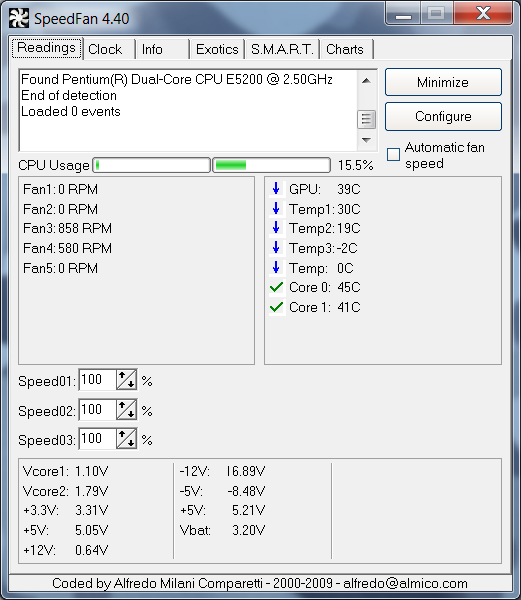 SpeedFan 4.40
Readings Clock Info Exotics S.M.A.R.T. Charts
Found Pentium(R) Dual-Core CPU E5200 @ 2.50GHz
End of detection
Loaded 0 events
Minimize
Configure
Automatic fan speed
CPU Usage 15.5%
Fan1: 0 RPM
Fan2: 0 RPM
Fan3: 858 RPM
Fan4: 580 RPM
Fan5: 0 RPM
GPU: 39C
Temp1: 30C
Temp2: 19C
Temp3: -2C
Temp: 0C
Core 0: 45C
Core 1: 41C
Speed01: 100 %
Speed02: 100 %
Speed03: 100 %
Vcore1: 1.10V
Vcore2: 1.79V
+3.3V: 3.31V
+5V: 5.05V
+12V: 0.64V
-12V: 16.89V
-5V: -8.48V
+5V: 5.21V
Vbat: 3.20V
Coded by Alfredo Milani Comparetti - 2000-2009 - alfredo@almico.com